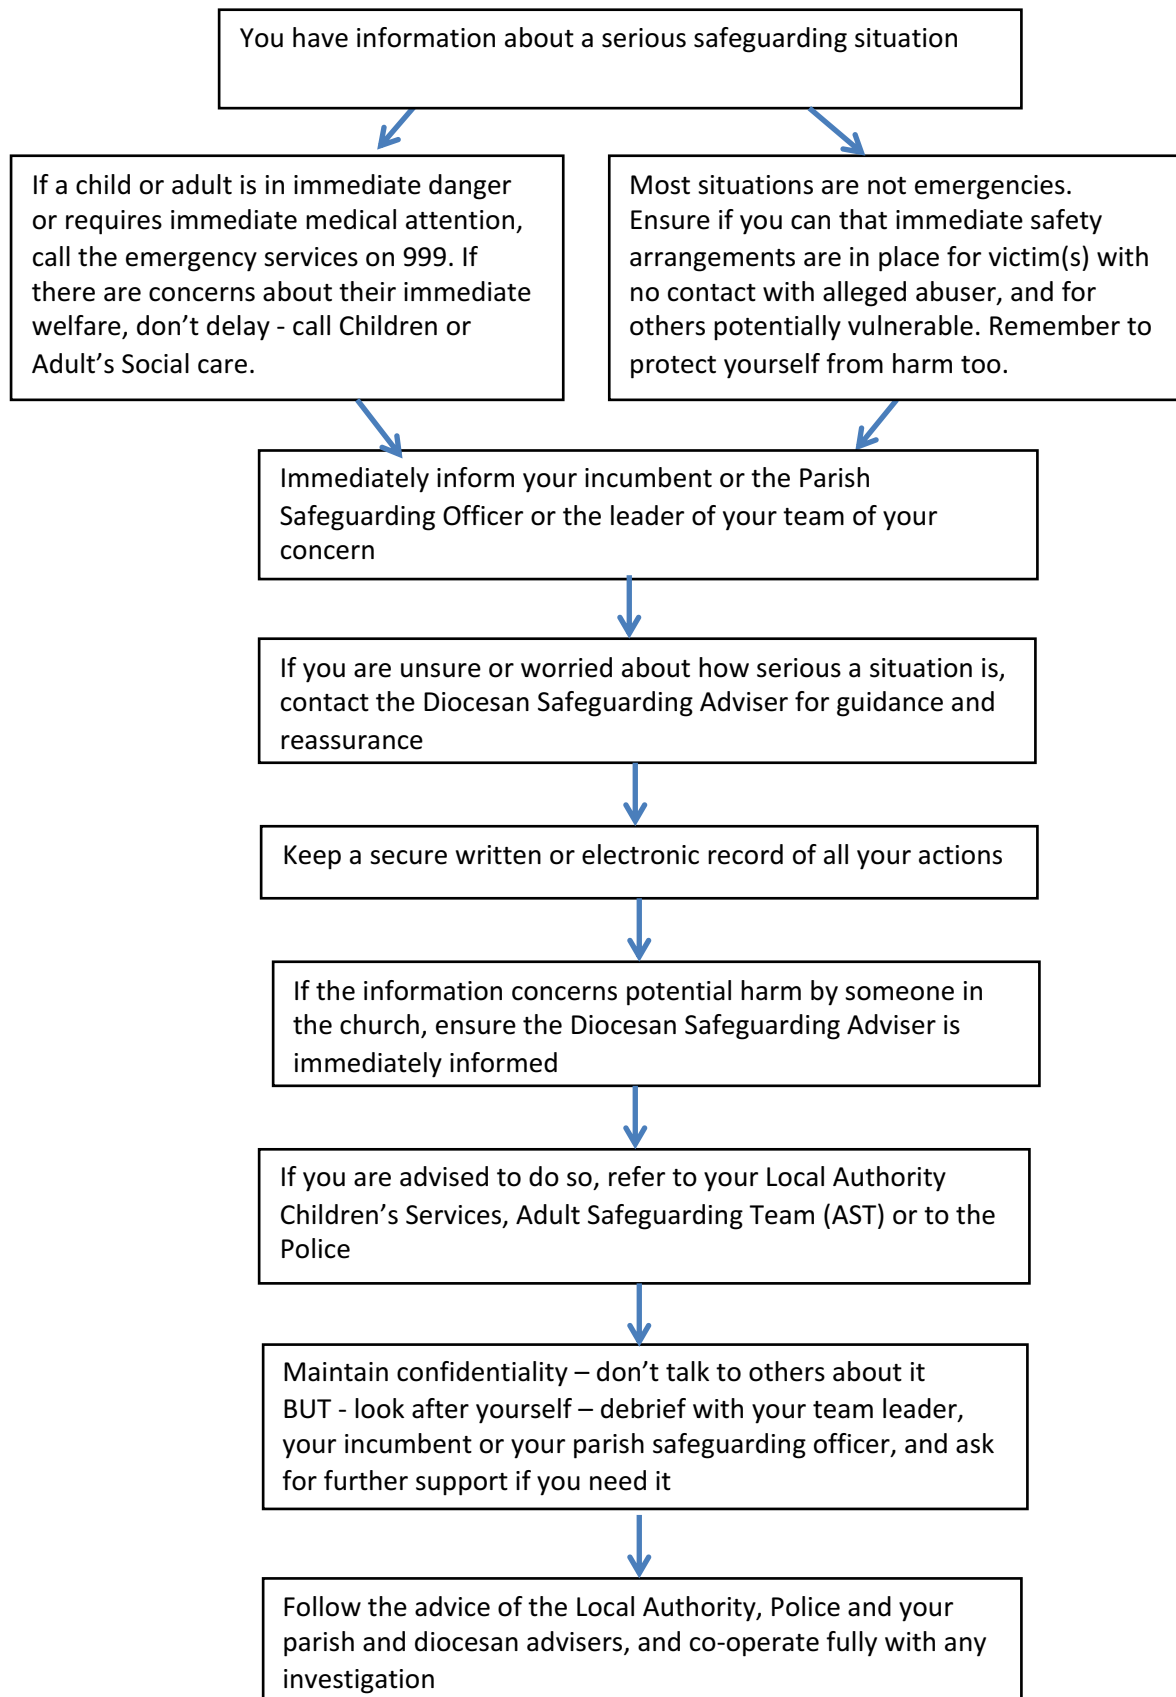 You have information about a serious safeguarding situation
If a child or adult is in immediate danger
or requires immediate medical attention,
call the emergency services on 999. If
there are concerns about their immediate
welfare, don’t delay - call Children or
Adult’s Social care.
Most situations are not emergencies.
Ensure if you can that immediate safety
arrangements are in place for victim(s) with
no contact with alleged abuser, and for
others potentially vulnerable. Remember to
protect yourself from harm too.
Immediately inform your incumbent or the Parish
Safeguarding Officer or the leader of your team of your
concern
If you are unsure or worried about how serious a situation is,
contact the Diocesan Safeguarding Adviser for guidance and
reassurance
Keep a secure written or electronic record of all your actions
If the information concerns potential harm by someone in
the church, ensure the Diocesan Safeguarding Adviser is
immediately informed
If you are advised to do so, refer to your Local Authority
Children’s Services, Adult Safeguarding Team (AST) or to the
Police
Maintain confidentiality – don’t talk to others about it
BUT - look after yourself – debrief with your team leader,
your incumbent or your parish safeguarding officer, and ask
for further support if you need it
Follow the advice of the Local Authority, Police and your
parish and diocesan advisers, and co-operate fully with any
investigation